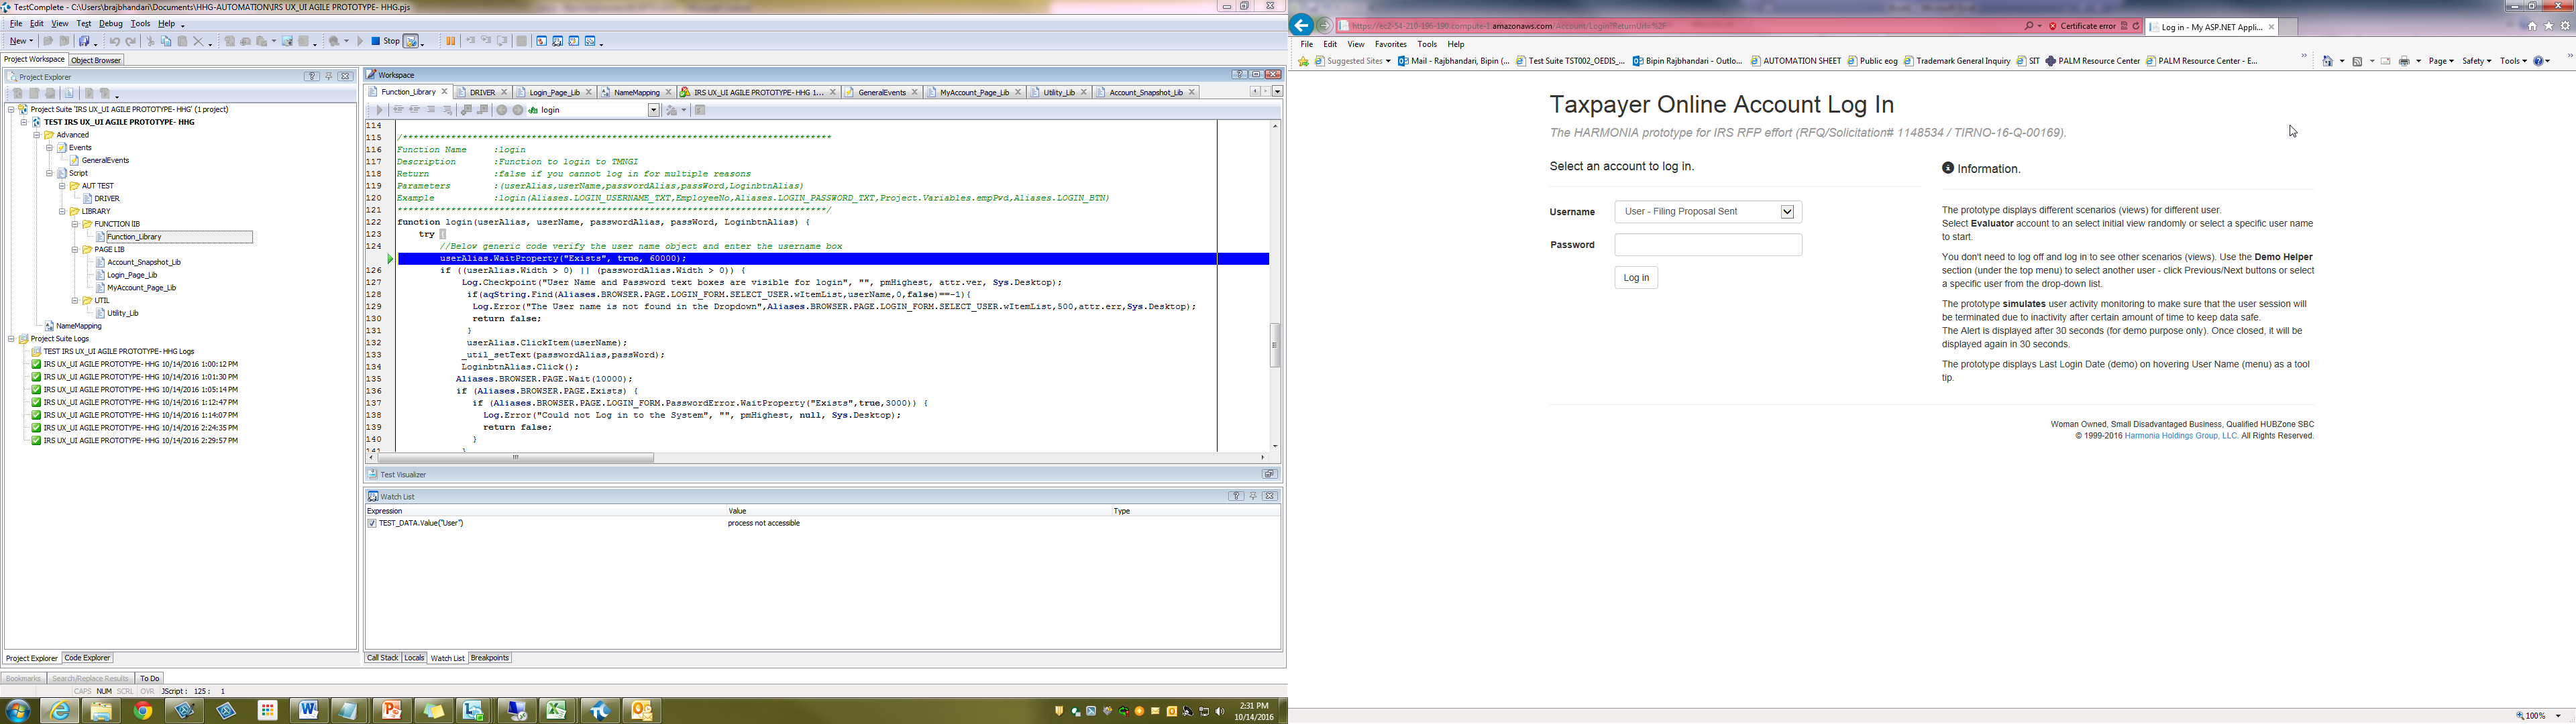 TestComplete - C:\Users\brajbhandari\Documents\HHG-AUTOMATION\IRS UX_UI AGILE PROTOTYPE- HHG.pjs
File Edit View Test Debug Tools Help
New Stop
Project Workspace Object Browser
Project Explorer
Project Suite 'IRS UX_UI AGILE PROTOTYPE-HHG' (1 project)
TEST IRS UX_UI AGILE PROTOTYPE- HHG
Advanced
Events
GeneralEvents
Script
AUT TEST
DRIVER
LIBRARY
FUNCTION lIB
Function_Library
PAGE LIB
Account_Snapshot_Lib
Login_Page_Lib
MyAccount_Page_Lib
UTIL
Utility_Lib
NameMapping
Project Suite Logs
TEST IRS UX_UI AGILE PROTOTYPE- HHG Logs
IRS UX_UI AGILE PROTOTYPE- HHG 10/14/2016 1:00:12 PM
IRS UX_UI AGILE PROTOTYPE- HHG 10/14/2016 1:01:30 PM
IRS UX_UI AGILE PROTOTYPE- HHG 10/14/2016 1:05:14 PM
IRS UX_UI AGILE PROTOTYPE- HHG 10/14/2016 1:12:47 PM
IRS UX_UI AGILE PROTOTYPE- HHG 10/14/2016 1:14:07 PM
IRS UX_UI AGILE PROTOTYPE- HHG 10/14/2016 2:24:35 PM
IRS UX_UI AGILE PROTOTYPE- HHG 10/14/2016 2:29:57 PM
Project Explorer Code Explorer
Workspace
Function_Library DRIVER Login_Page_Lib NameMapping IRS UX_UI AGILE PROTOTYPE- HHG 1... GeneralEvents MyAccount_Page_Lib Utility_Lib Account_Snapshot_Lib
login
114
115 /********************************************************************************
116 Function Name :login
117 Description :Function to login to TMNGI
118 Return :false if you cannot log in for multiple reasons
119 Parameters :(userAlias,userName,passwordAlias,passWord,LoginbtnAlias)
120 Example :login(Aliases.LOGIN_USERNAME_TXT,EmployeeNo,Aliases.LOGIN_PASSWORD_TXT,Project.Variables.empPwd,Aliases.LOGIN_BTN)
121 ********************************************************************************/
122 function login(userAlias, userName, passwordAlias, passWord, LoginbtnAlias) {
123 try {
124 //Below generic code verify the user name object and enter the username box
userAlias.WaitProperty("Exists", true, 60000);
126 if ((userAlias.Width > 0) || (passwordAlias.Width > 0)) {
127 Log.Checkpoint("User Name and Password text boxes are visible for login", "", pmHighest, attr.ver, Sys.Desktop);
128 if(aqString.Find(Aliases.BROWSER.PAGE.LOGIN_FORM.SELECT_USER.wItemList,userName,0,false)==-1){
129 Log.Error("The User name is not found in the Dropdown",Aliases.BROWSER.PAGE.LOGIN_FORM.SELECT_USER.wItemList,500,attr.err,Sys.Desktop);
130 return false;
131 }
132 userAlias.ClickItem(userName);
133 _util_setText(passwordAlias,passWord);
134 LoginbtnAlias.Click();
135 Aliases.BROWSER.PAGE.Wait(10000);
136 if (Aliases.BROWSER.PAGE.Exists) {
137 if (Aliases.BROWSER.PAGE.LOGIN_FORM.PasswordError.WaitProperty("Exists",true,3000)) {
138 Log.Error("Could not Log in to the System", "", pmHighest, null, Sys.Desktop);
139 return false;
140 }
141 }
Test Visualizer
Watch List
Expression Value Type
TEST_DATA.Value("User") process not accessible
Call Stack Locals Watch List Breakpoints
Bookmarks Search/Replace Results To Do
CAPS NUM SCRL OVR JScript : 125 : 1
2:31 PM
10/14/2016
amazonaws.com Certificate error Log in - My ASP.NET Appli...
File Edit View Favorites Tools Help
Suggested Sites Mail - Rajbhandari, Bipin (... Test Suite TST002_OEDIS_... Bipin Rajbhandari - Outlo... AUTOMATION SHEET Public eog Trademark General Inquiry SIT PALM Resource Center PALM Resource Center - E... Page Safety Tools
Taxpayer Online Account Log In
The HARMONIA prototype for IRS RFP effort (RFQ/Solicitation# 1148534 / TIRNO-16-Q-00169).
Select an account to log in.
Username User - Filing Proposal Sent
Password
Log in
Information.
The prototype displays different scenarios (views) for different user.
Select Evaluator account to an select initial view randomly or select a specific user name
to start.
You don't need to log off and log in to see other scenarios (views). Use the Demo Helper
section (under the top menu) to select another user - click Previous/Next buttons or select
a specific user from the drop-down list.
The prototype simulates user activity monitoring to make sure that the user session will
be terminated due to inactivity after certain amount of time to keep data safe.
The Alert is displayed after 30 seconds (for demo purpose only). Once closed, it will be
displayed again in 30 seconds.
The prototype displays Last Login Date (demo) on hovering User Name (menu) as a tool
tip.
Woman Owned, Small Disadvantaged Business, Qualified HUBZone SBC
© 1999-2016 Harmonia Holdings Group, LLC. All Rights Reserved.
100%